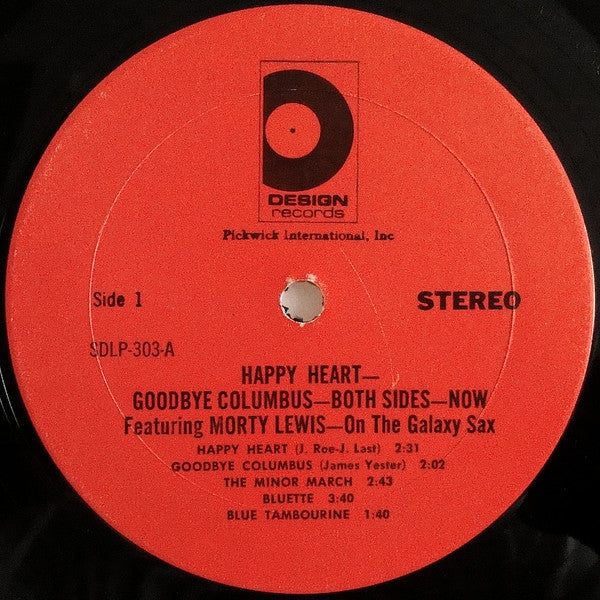 DESIGN
records
Pickwick International, Inc
Side 1
STEREO
SDLP-303-A
HAPPY HEART—
GOODBYE COLUMBUS—BOTH SIDES—NOW
Featuring MORTY LEWIS—On The Galaxy Sax
HAPPY HEART (J. Roe-J. Last) 2:31
GOODBYE COLUMBUS (James Yester) 2:02
THE MINOR MARCH 2:43
BLUETTE 3:40
BLUE TAMBOURINE 1:40